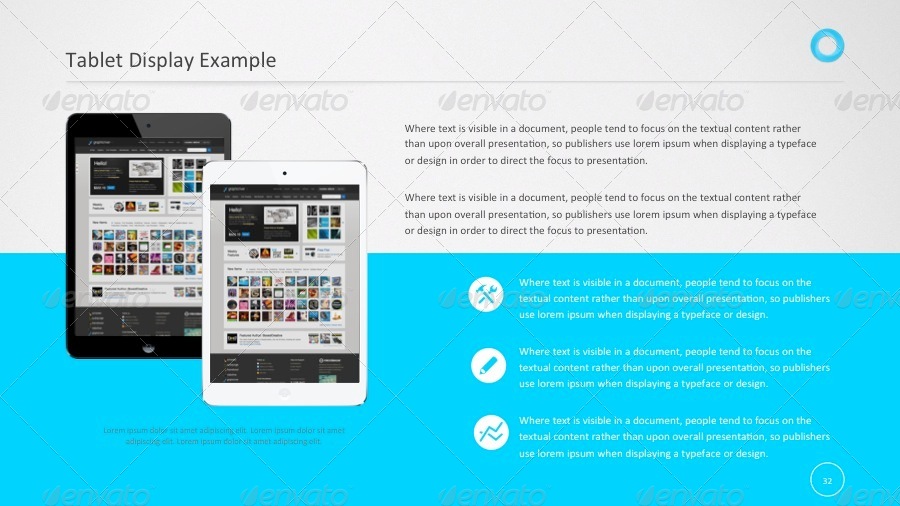 Tablet Display Example
envato envato envato envato envato
Where text is visible in a document, people tend to focus on the textual content rather
than upon overall presentation, so publishers use lorem ipsum when displaying a typeface
or design in order to direct the focus to presentation.
Where text is visible in a document, people tend to focus on the textual content rather
than upon overall presentation, so publishers use lorem ipsum when displaying a typeface
or design in order to direct the focus to presentation.
Hello!
Hello!
Where text is visible in a document, people tend to focus on the
textual content rather than upon overall presentation, so publishers
use lorem ipsum when displaying a typeface or design.
Where text is visible in a document, people tend to focus on the
textual content rather than upon overall presentation, so publishers
use lorem ipsum when displaying a typeface or design.
Where text is visible in a document, people tend to focus on the
textual content rather than upon overall presentation, so publishers
use lorem ipsum when displaying a typeface or design.
Lorem ipsum dolor sit amet adipiscing elit. Lorem ipsum dolor sit amet
adipiscing elit. Lorem ipsum dolor sit amet adipiscing elit.
32
envato envato envato envato envato